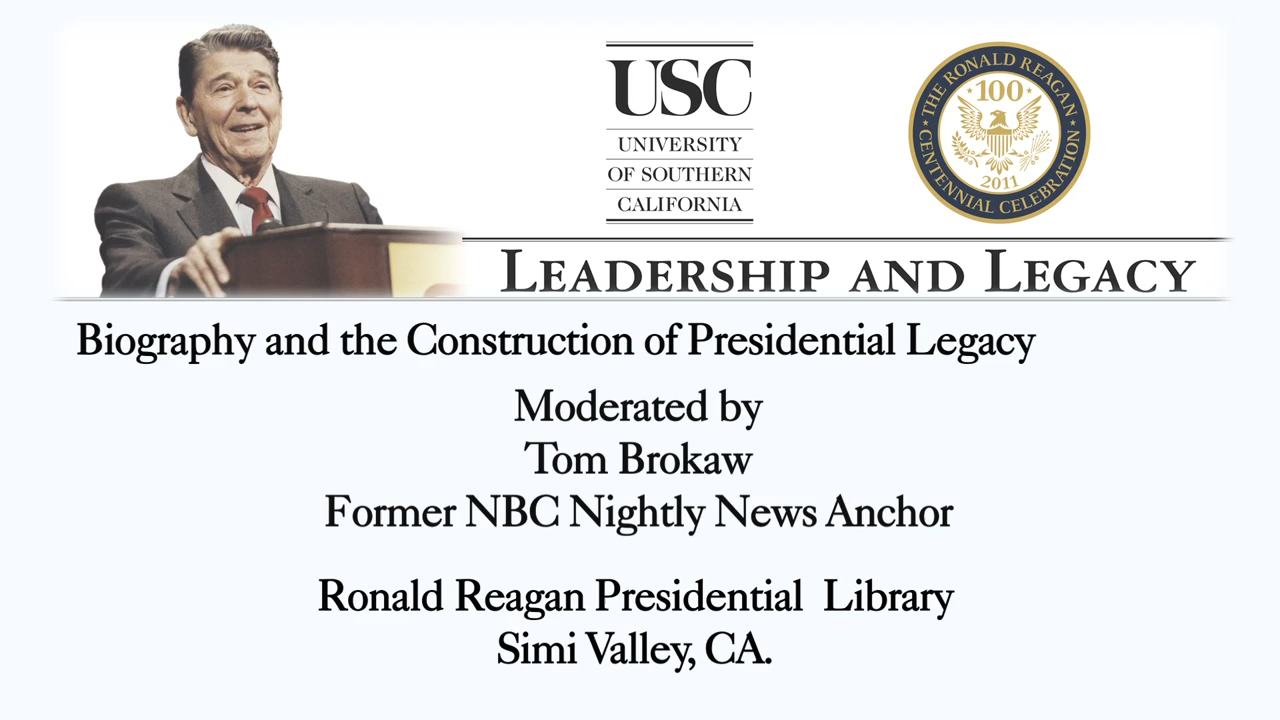 USC
UNIVERSITY
OF SOUTHERN
CALIFORNIA
THE RONALD REAGAN
100
2011
CENTENNIAL CELEBRATION
LEADERSHIP AND LEGACY
Biography and the Construction of Presidential Legacy
Moderated by
Tom Brokaw
Former NBC Nightly News Anchor
Ronald Reagan Presidential Library
Simi Valley, CA.